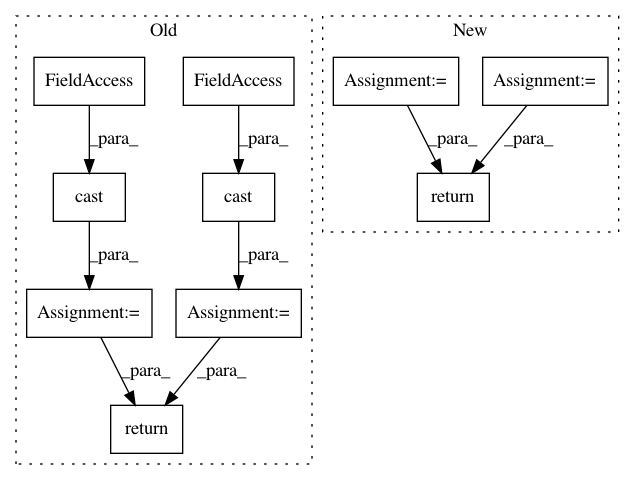 Old
New
FieldAccess
FieldAccess
Assignment:=
Assignment:=
_para_
_para_
_para_
_para_
cast
cast
return
_para_
_para_
Assignment:=
Assignment:=
_para_
_para_
return